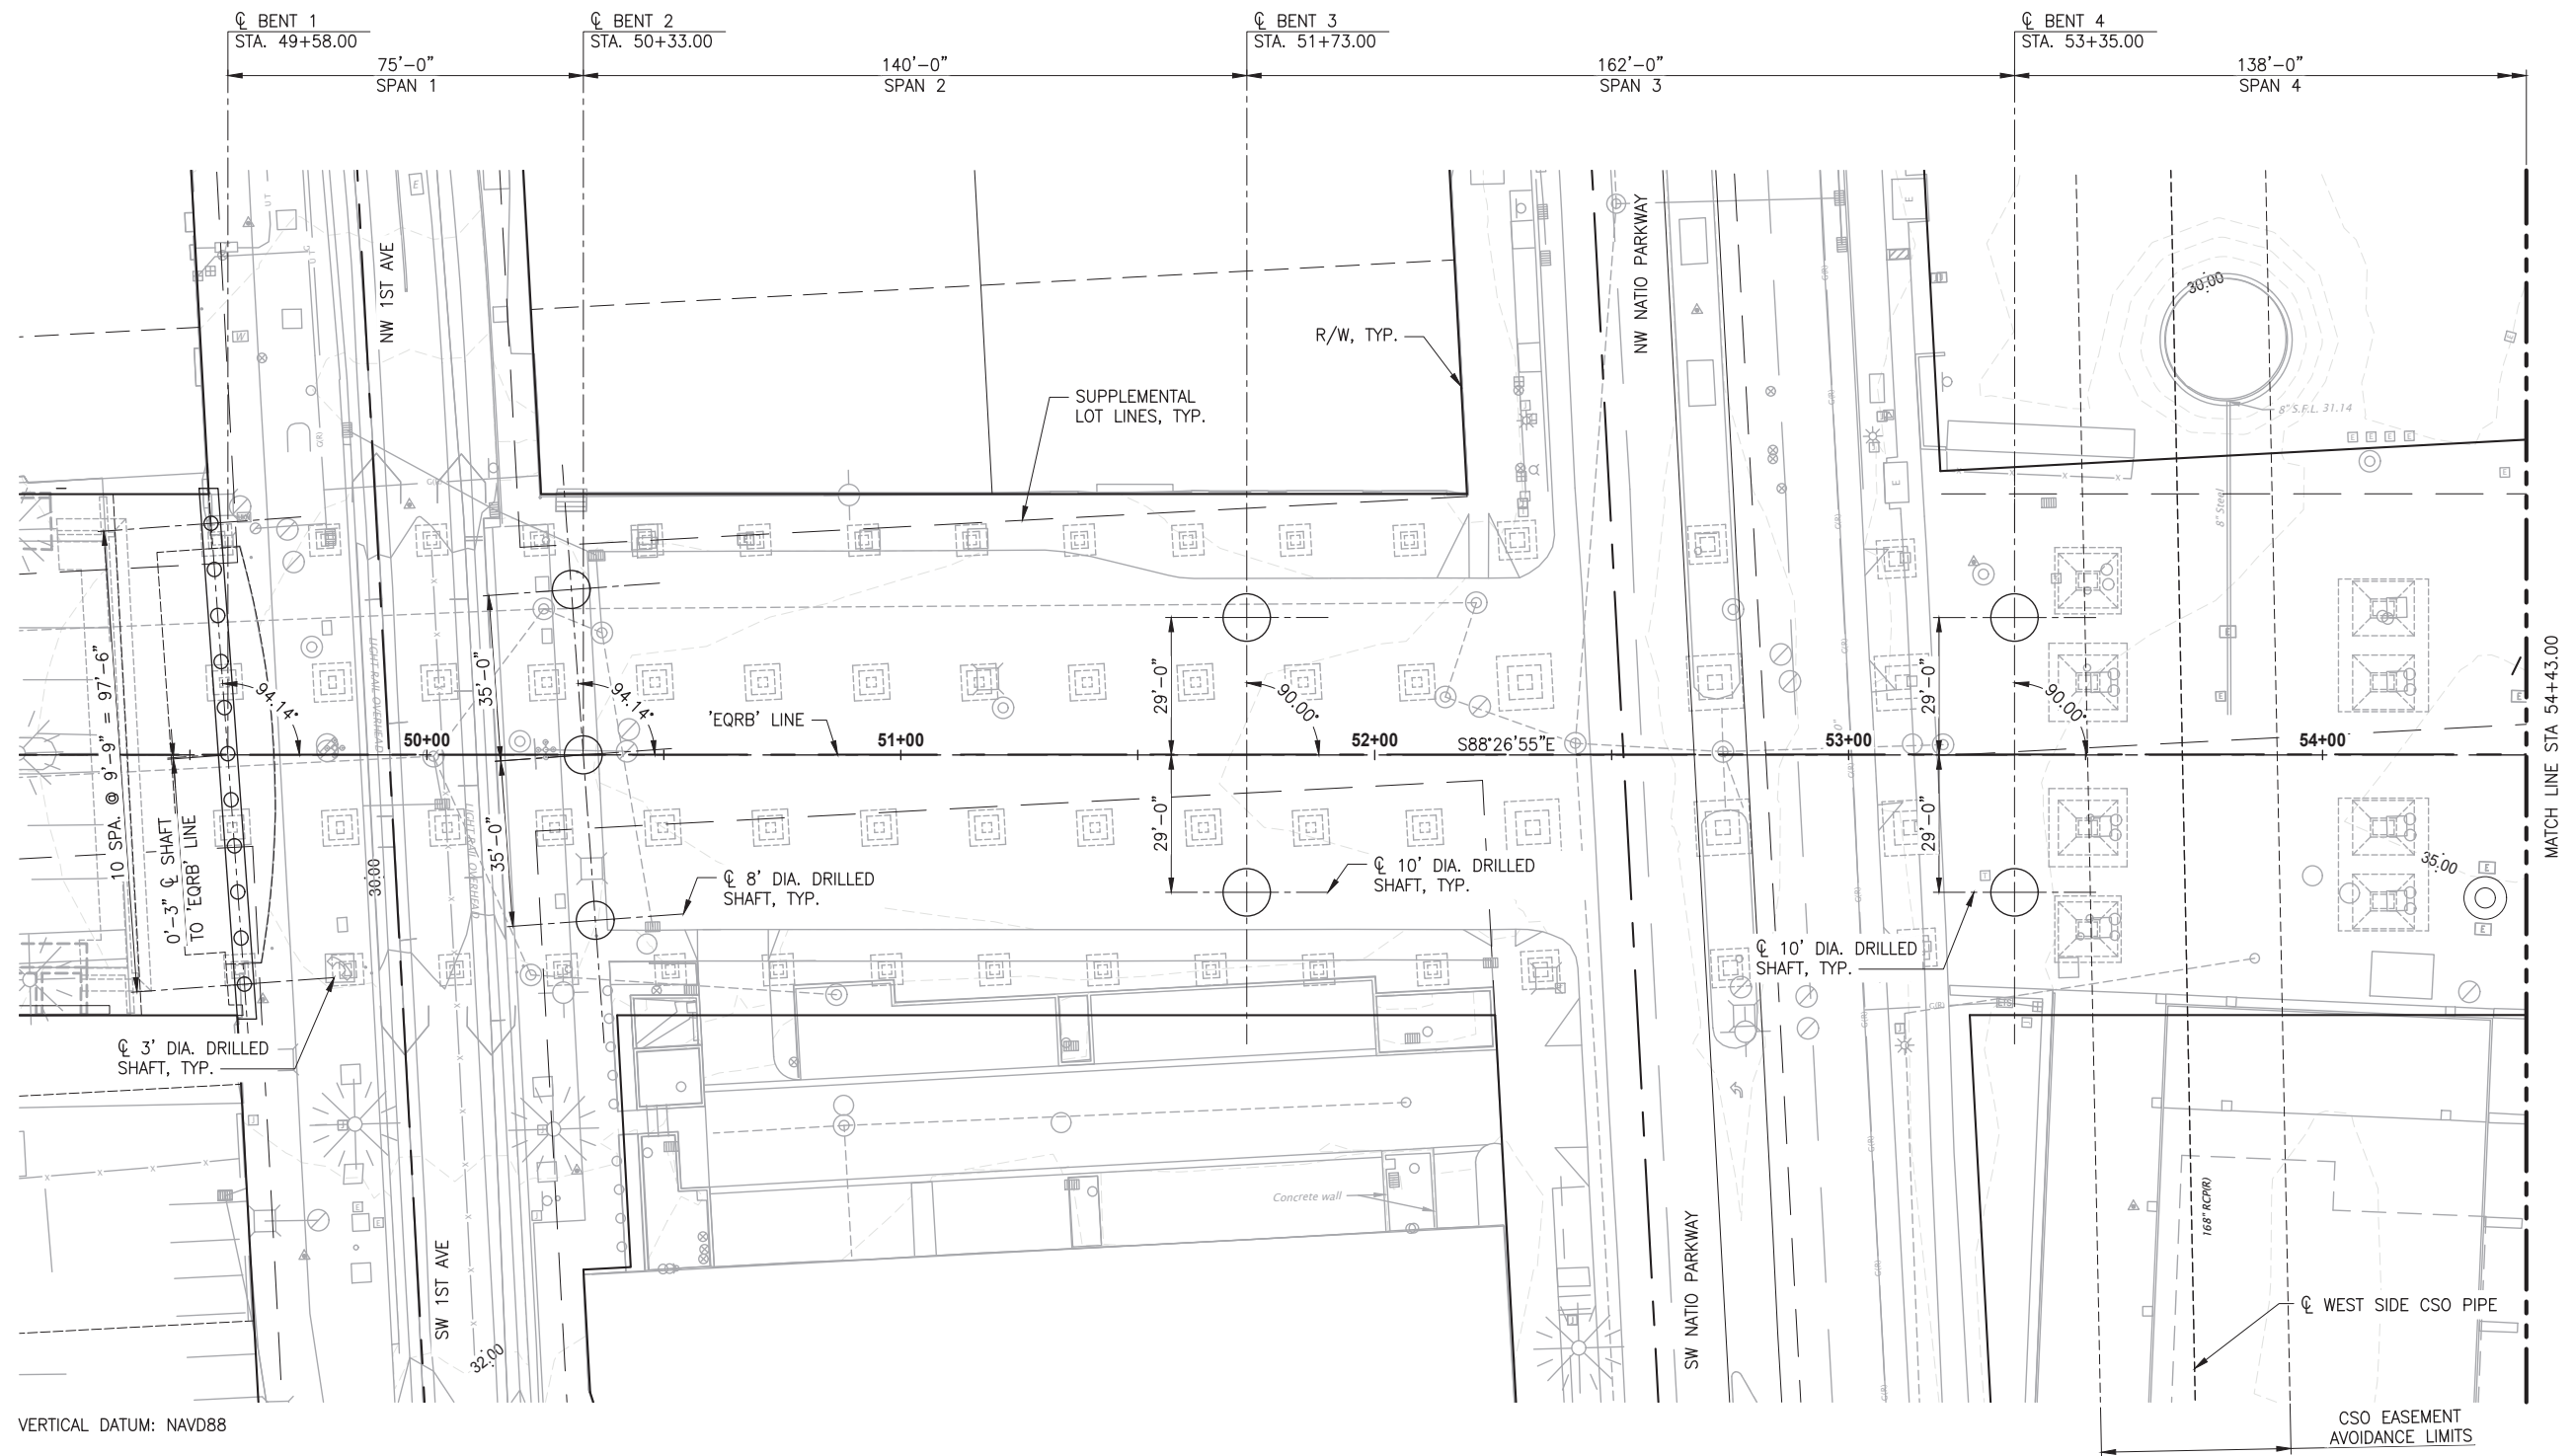 ℄ BENT 1
STA. 49+58.00
℄ BENT 2
STA. 50+33.00
℄ BENT 3
STA. 51+73.00
℄ BENT 4
STA. 53+35.00
75'-0"
SPAN 1
140'-0"
SPAN 2
162'-0"
SPAN 3
138'-0"
SPAN 4
NW 1ST AVE
NW NATIO PARKWAY
R/W, TYP.
SUPPLEMENTAL
LOT LINES, TYP.
30.00
8" S.F.L. 31.14
8" Steel
10 SPA. @ 9'-9" = 97'-6"
94.14°
35'-0"
94.14°
LIGHT RAIL OVERHEAD
'EQRB' LINE
50+00
51+00
52+00
S88°26'55"E
53+00
54+00
29'-0"
90.00°
29'-0"
90.00°
MATCH LINE STA 54+43.00
0'-3" ℄ SHAFT
TO 'EQRB' LINE
30.00
35'-0"
LIGHT RAIL OVERHEAD
29'-0"
29'-0"
℄ 8' DIA. DRILLED
SHAFT, TYP.
℄ 10' DIA. DRILLED
SHAFT, TYP.
35.00
℄ 10' DIA. DRILLED
SHAFT, TYP.
℄ 3' DIA. DRILLED
SHAFT, TYP.
Concrete wall
168" RCP(R)
SW 1ST AVE
SW NATIO PARKWAY
℄ WEST SIDE CSO PIPE
32.00
VERTICAL DATUM: NAVD88
CSO EASEMENT
AVOIDANCE LIMITS